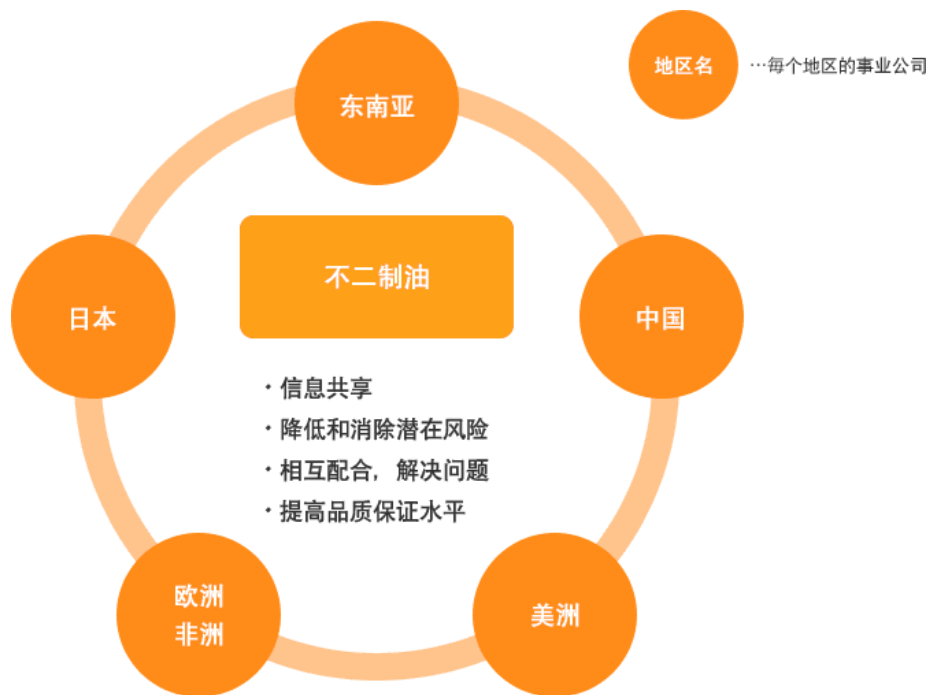 地区名 …每个地区的事业公司
东南亚
不二制油
日本
中国
・信息共享
・降低和消除潜在风险
・相互配合，解决问题
・提高品质保证水平
欧洲
非洲
美洲